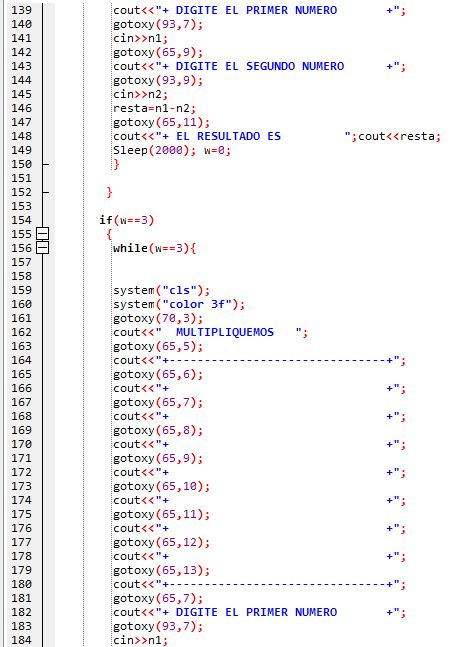 139 cout<<"+ DIGITE EL PRIMER NUMERO       +";
140 gotoxy(93,7);
141 cin>>n1;
142 gotoxy(65,9);
143 cout<<"+ DIGITE EL SEGUNDO NUMERO      +";
144 gotoxy(93,9);
145 cin>>n2;
146 resta=n1-n2;
147 gotoxy(65,11);
148 cout<<"+ EL RESULTADO ES         ";cout<<resta;
149 Sleep(2000); w=0;
150 }
151
152 }
153
154 if(w==3)
155 {
156 while(w==3){
157
158
159 system("cls");
160 system("color 3f");
161 gotoxy(70,3);
162 cout<<"  MULTIPLIQUEMOS   ";
163 gotoxy(65,5);
164 cout<<"+-------------------------------+";
165 gotoxy(65,6);
166 cout<<"+                               +";
167 gotoxy(65,7);
168 cout<<"+                               +";
169 gotoxy(65,8);
170 cout<<"+                               +";
171 gotoxy(65,9);
172 cout<<"+                               +";
173 gotoxy(65,10);
174 cout<<"+                               +";
175 gotoxy(65,11);
176 cout<<"+                               +";
177 gotoxy(65,12);
178 cout<<"+                               +";
179 gotoxy(65,13);
180 cout<<"+-------------------------------+";
181 gotoxy(65,7);
182 cout<<"+ DIGITE EL PRIMER NUMERO       +";
183 gotoxy(93,7);
184 cin>>n1;